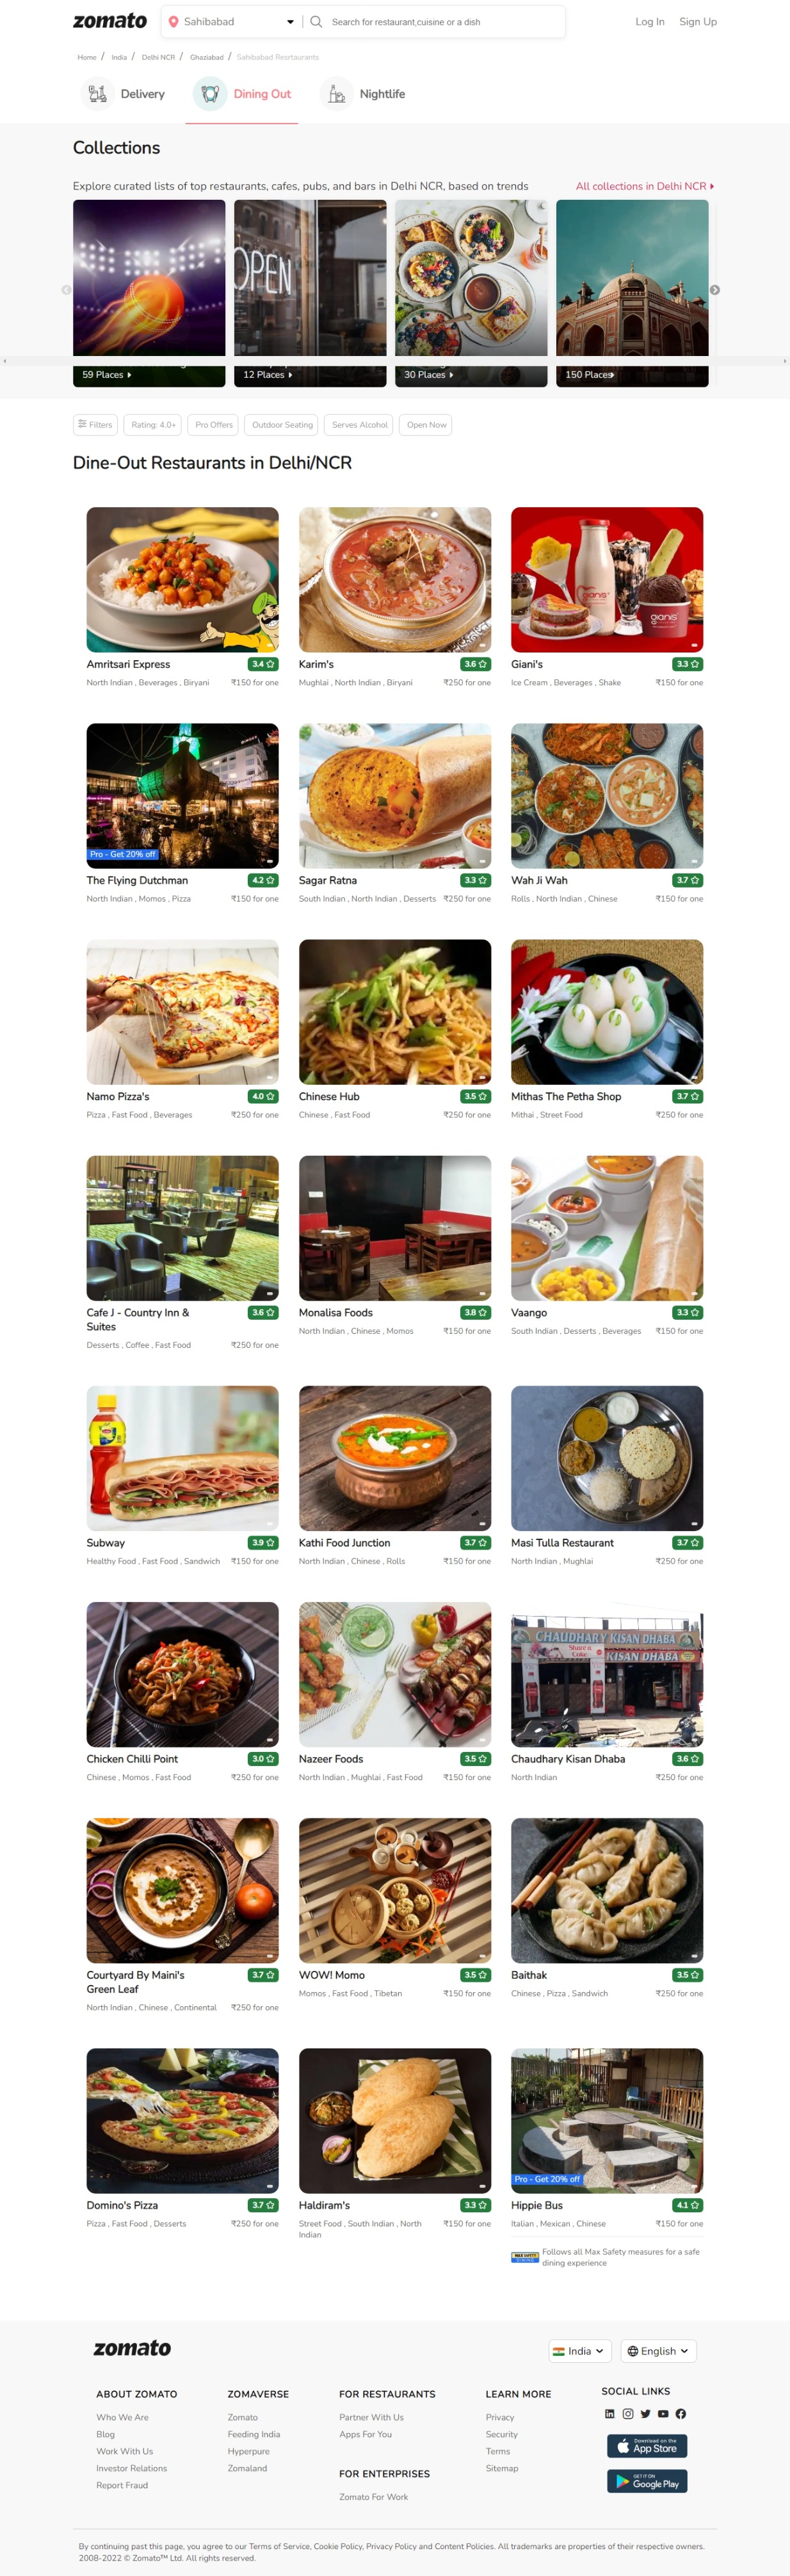 zomato
Sahibabad
Search for restaurant,cuisine or a dish
Log In
Sign Up
Home / India / Delhi NCR / Ghaziabad / Sahibabad Resrtaurants
Delivery
Dining Out
Nightlife
Collections
Explore curated lists of top restaurants, cafes, pubs, and bars in Delhi NCR, based on trends
All collections in Delhi NCR
OPEN
59 Places
12 Places
30 Places
150 Places
Filters
Rating: 4.0+
Pro Offers
Outdoor Seating
Serves Alcohol
Open Now
Dine-Out Restaurants in Delhi/NCR
gianis
gianis
Amritsari Express 3.4
North Indian , Beverages , Biryani ₹150 for one
Karim's 3.6
Mughlai , North Indian , Biryani ₹250 for one
Giani's 3.3
Ice Cream , Beverages , Shake ₹150 for one
Pro - Get 20% off
The Flying Dutchman 4.2
North Indian , Momos , Pizza ₹150 for one
Sagar Ratna 3.3
South Indian , North Indian , Desserts ₹250 for one
Wah Ji Wah 3.7
Rolls , North Indian , Chinese ₹150 for one
Namo Pizza's 4.0
Pizza , Fast Food , Beverages ₹250 for one
Chinese Hub 3.5
Chinese , Fast Food ₹250 for one
Mithas The Petha Shop 3.7
Mithai , Street Food ₹250 for one
Cafe J - Country Inn &
Suites 3.6
Desserts , Coffee , Fast Food ₹250 for one
Monalisa Foods 3.8
North Indian , Chinese , Momos ₹150 for one
Vaango 3.3
South Indian , Desserts , Beverages ₹150 for one
Subway 3.9
Healthy Food , Fast Food , Sandwich ₹150 for one
Kathi Food Junction 3.7
North Indian , Chinese , Rolls ₹150 for one
Masi Tulla Restaurant 3.7
North Indian , Mughlai ₹250 for one
CHAUDHARY KISAN DHABA
Share a
Coke
KISAN DHABA
Chicken Chilli Point 3.0
Chinese , Momos , Fast Food ₹250 for one
Nazeer Foods 3.5
North Indian , Mughlai , Fast Food ₹150 for one
Chaudhary Kisan Dhaba 3.6
North Indian ₹250 for one
Courtyard By Maini's
Green Leaf 3.7
North Indian , Chinese , Continental ₹250 for one
WOW! Momo 3.5
Momos , Fast Food , Tibetan ₹150 for one
Baithak 3.5
Chinese , Pizza , Sandwich ₹250 for one
Pro - Get 20% off
Domino's Pizza 3.7
Pizza , Fast Food , Desserts ₹250 for one
Haldiram's 3.3
Street Food , South Indian , North
Indian ₹150 for one
Hippie Bus 4.1
Italian , Mexican , Chinese ₹150 for one
MAX SAFETY
Follows all Max Safety measures for a safe
dining experience
zomato
India
English
ABOUT ZOMATO
Who We Are
Blog
Work With Us
Investor Relations
Report Fraud
ZOMAVERSE
Zomato
Feeding India
Hyperpure
Zomaland
FOR RESTAURANTS
Partner With Us
Apps For You
FOR ENTERPRISES
Zomato For Work
LEARN MORE
Privacy
Security
Terms
Sitemap
SOCIAL LINKS
Download on the
App Store
GET IT ON
Google Play
By continuing past this page, you agree to our Terms of Service, Cookie Policy, Privacy Policy and Content Policies. All trademarks are properties of their respective owners.
2008-2022 © Zomato™ Ltd. All rights reserved.